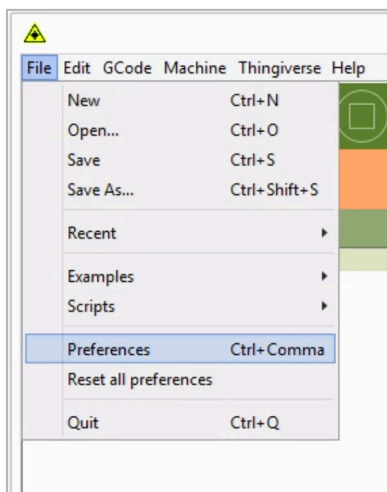 File Edit GCode Machine Thingiverse Help
New Ctrl+N
Open... Ctrl+O
Save Ctrl+S
Save As... Ctrl+Shift+S
Recent
Examples
Scripts
Preferences Ctrl+Comma
Reset all preferences
Quit Ctrl+Q